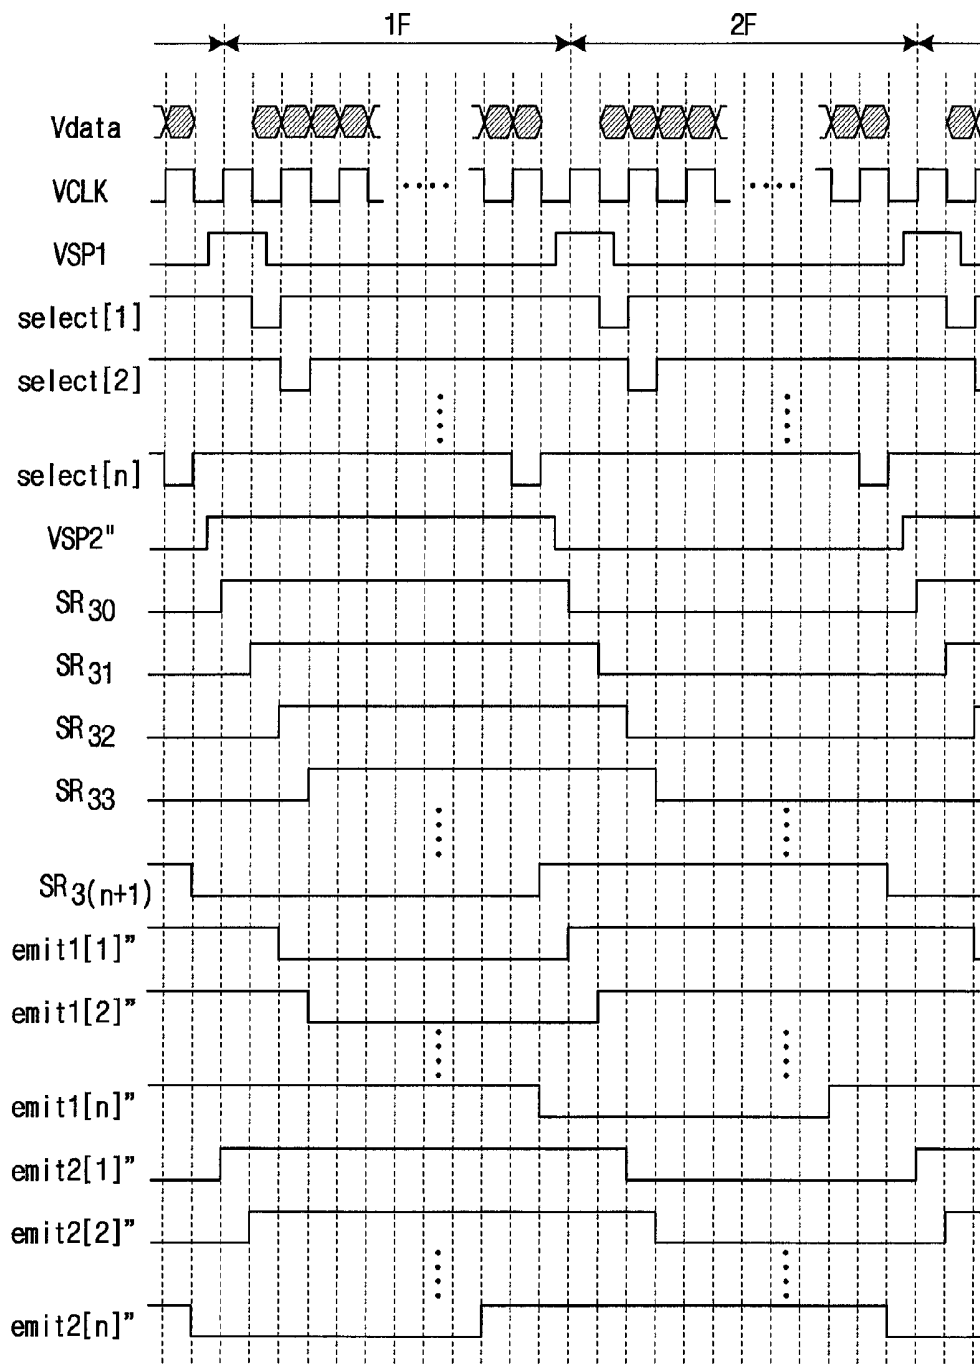 1F 2F
Vdata
VCLK
VSP1
select[1]
select[2]
select[n]
VSP2"
SR30
SR31
SR32
SR33
SR3(n+1)
emit1[1]”
emit1[2]”
emit1[n]”
emit2[1]”
emit2[2]”
emit2[n]”